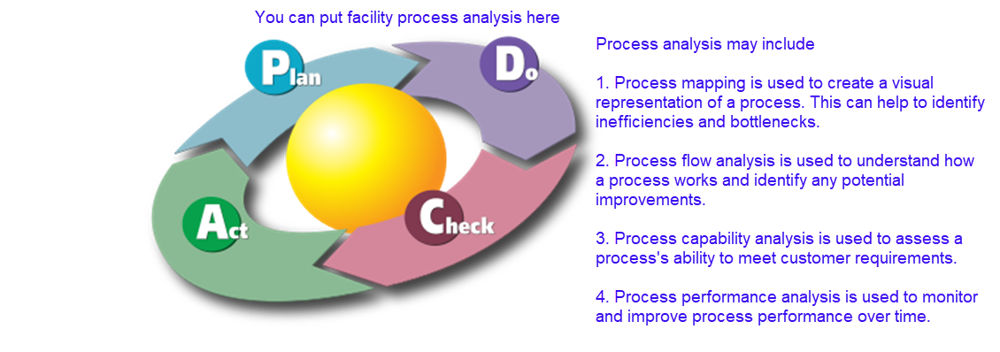 You can put facility process analysis here
Plan
Do
Act
Check
Process analysis may include
1. Process mapping is used to create a visual
representation of a process. This can help to identify
inefficiencies and bottlenecks.
2. Process flow analysis is used to understand how
a process works and identify any potential
improvements.
3. Process capability analysis is used to assess a
process's ability to meet customer requirements.
4. Process performance analysis is used to monitor
and improve process performance over time.